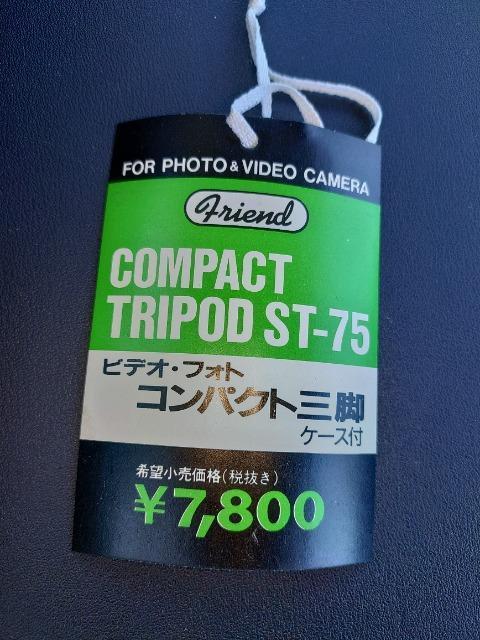 FOR PHOTO & VIDEO CAMERA
Friend
COMPACT
TRIPOD ST-75
ビデオ・フォト
コンパクト三脚
ケース付
希望小売価格(税抜き)
¥7,800